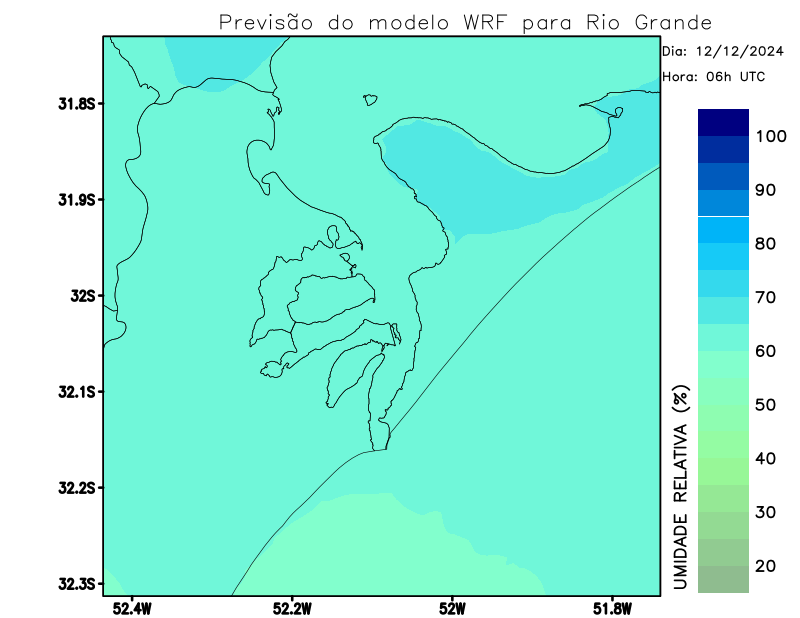 Previsão do modelo WRF para Rio Grande
Dia: 12/12/2024
Hora: 06h UTC
31.8S
31.9S
32S
32.1S
32.2S
32.3S
52.4W
52.2W
52W
51.8W
100
90
80
70
60
50
40
30
20
UMIDADE RELATIVA (%)